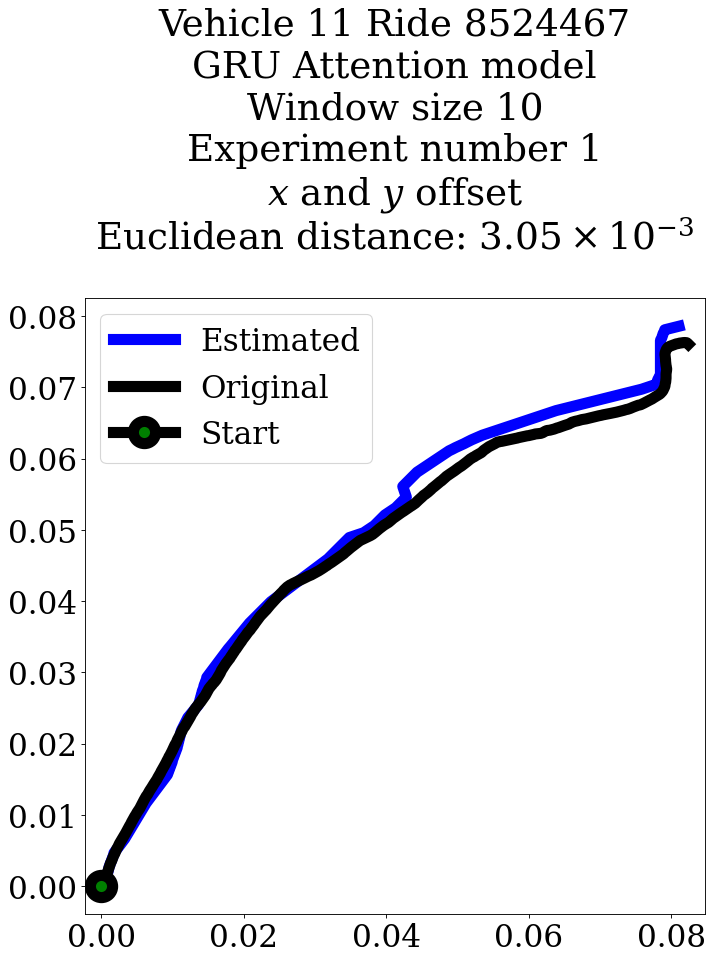 Vehicle 11 Ride 8524467
GRU Attention model
Window size 10
Experiment number 1
x and y offset
Euclidean distance: 3.05 × 10⁻³
Estimated
Original
Start
0.08
0.07
0.06
0.05
0.04
0.03
0.02
0.01
0.00
0.00 0.02 0.04 0.06 0.08